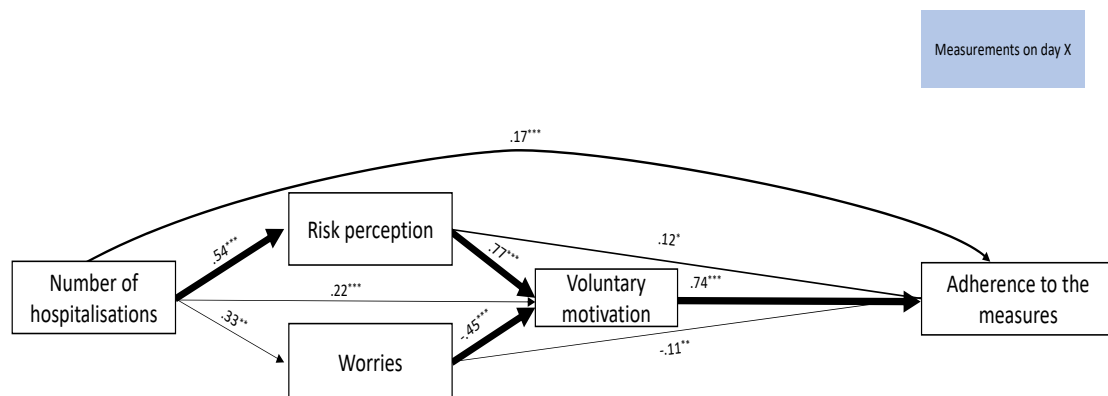 Measurements on day X
.17***
Risk perception
.54***
.77***
.12*
Number of
hospitalisations
.22***
Voluntary
motivation
.74***
Adherence to the
measures
.33**
-.45***
-.11**
Worries